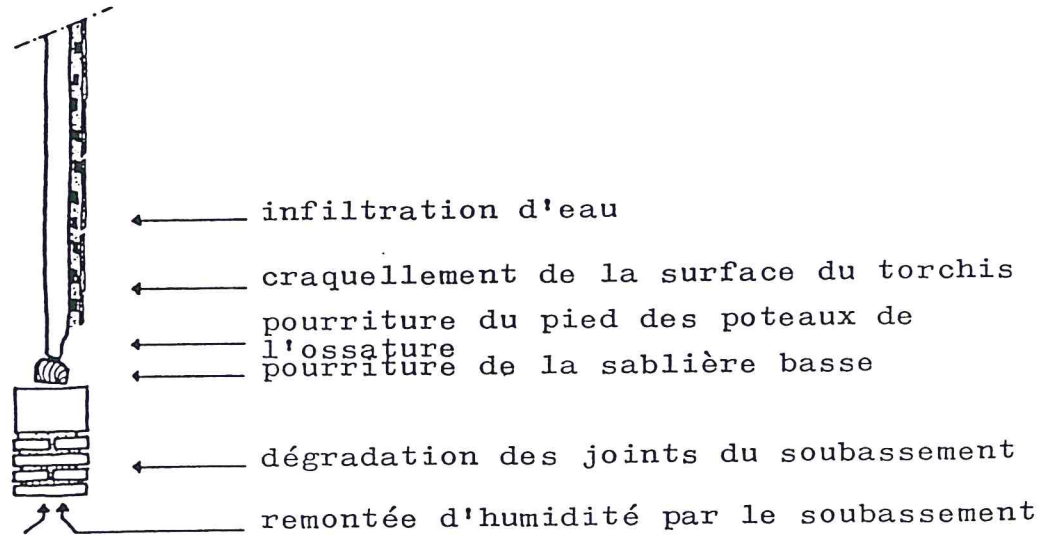 infiltration d'eau
craquellement de la surface du torchis
pourriture du pied des poteaux de
l'ossature
pourriture de la sablière basse
dégradation des joints du soubassement
remontée d'humidité par le soubassement